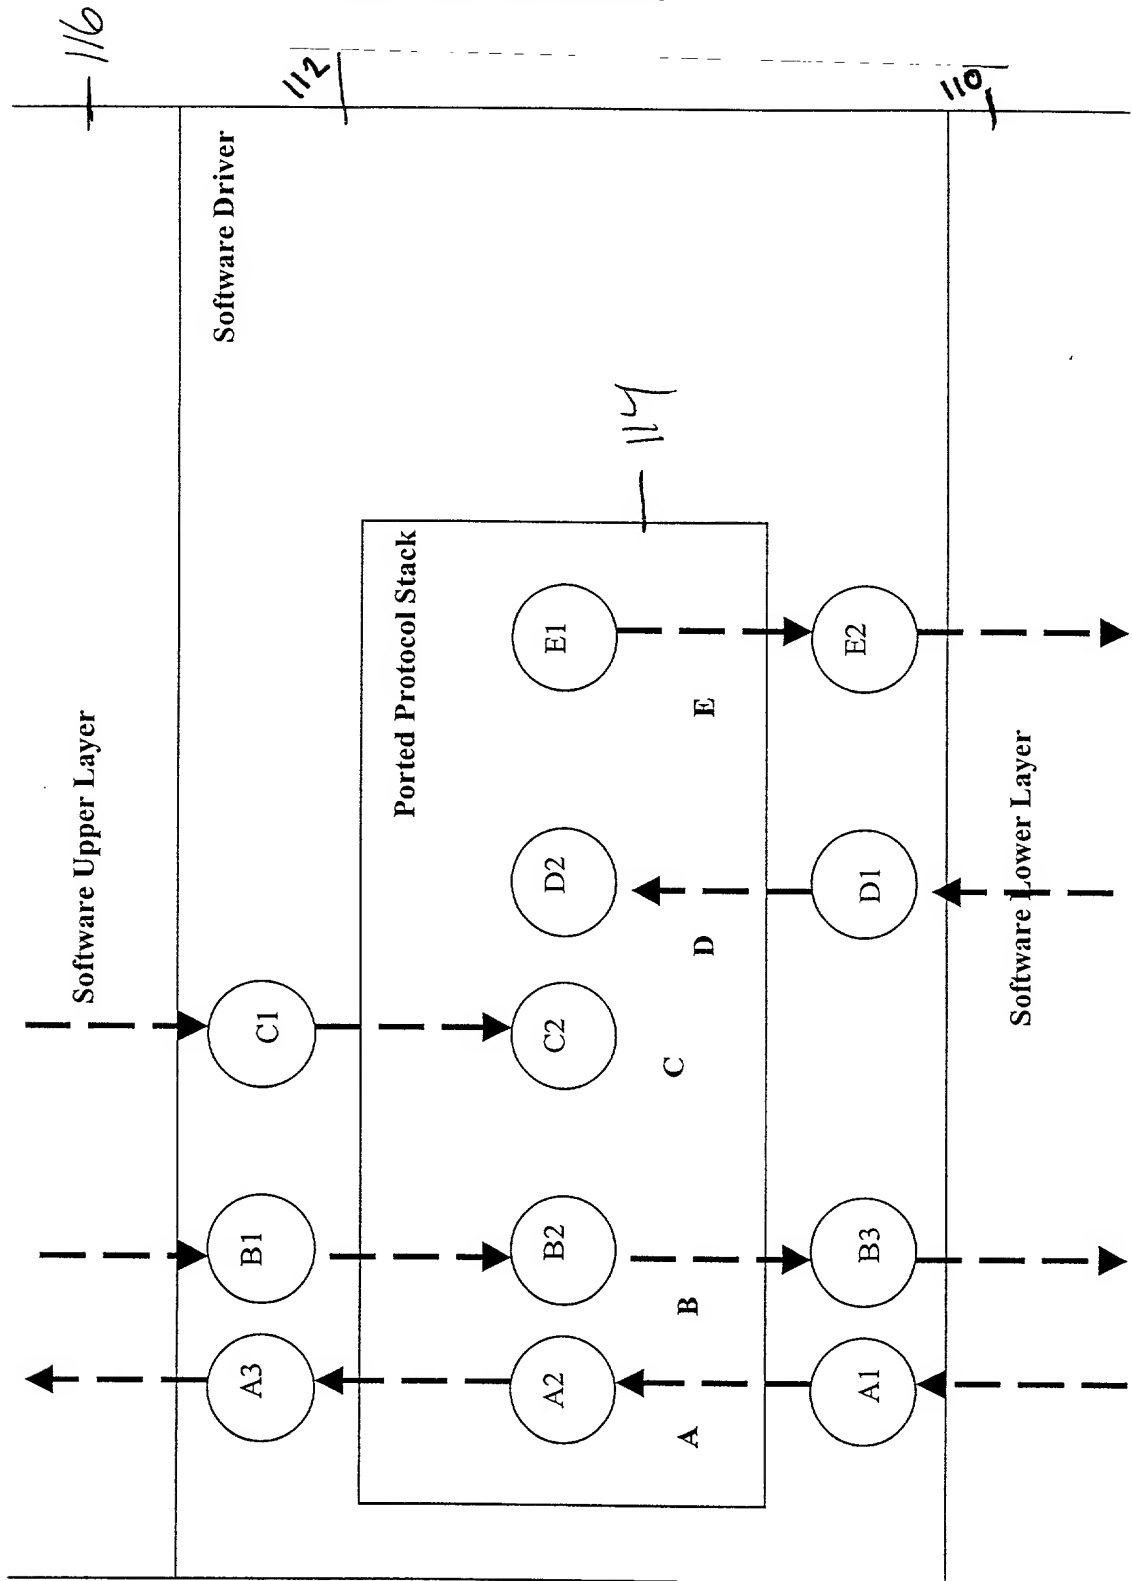 116
Software Upper Layer
112
Software Driver
A3
B1
C1
Ported Protocol Stack
114
A2
B2
C2
D2
E1
A
B
C
D
E
A1
B3
D1
E2
110
Software Lower Layer